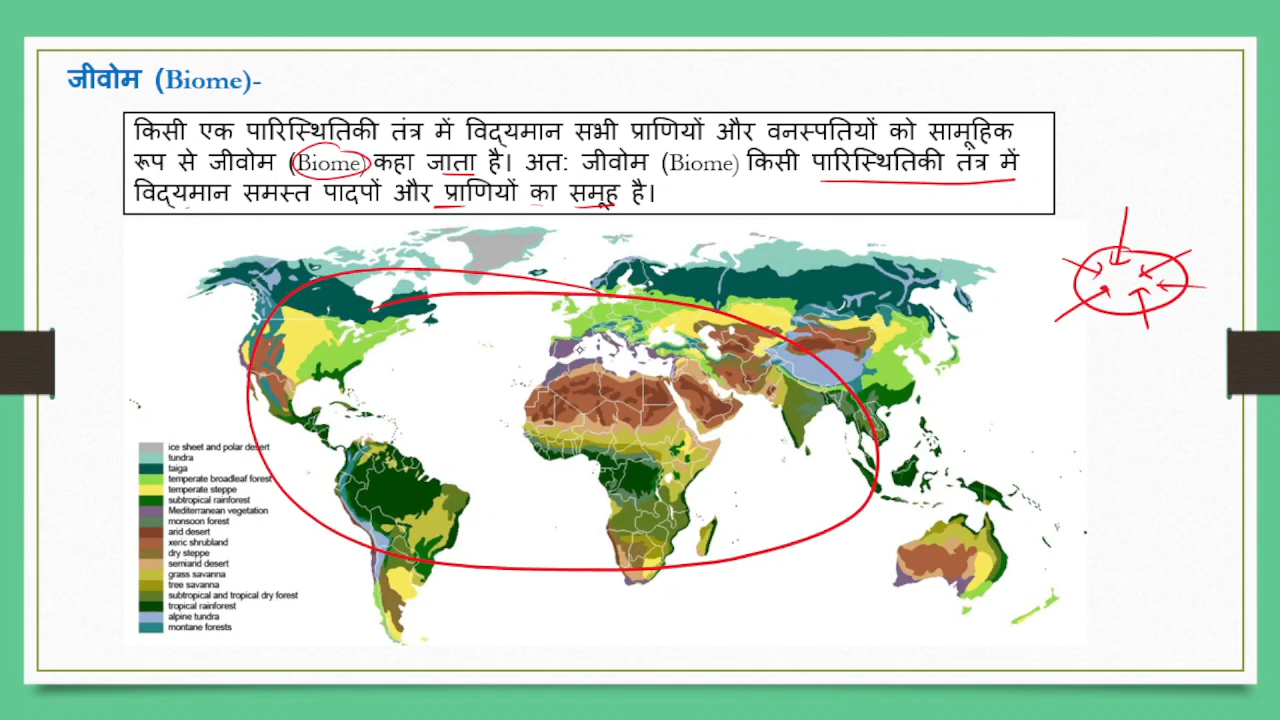 जीवोम (Biome)-
किसी एक पारिस्थितिकी तंत्र में विद्यमान सभी प्राणियों और वनस्पतियों को सामूहिक
रूप से जीवोम (Biome) कहा जाता है। अत: जीवोम (Biome) किसी पारिस्थितिकी तंत्र में
विद्यमान समस्त पादपों और प्राणियों का समूह है।
ice sheet and polar desert
tundra
taiga
temperate broadleaf forest
temperate steppe
subtropical rainforest
Mediterranean vegetation
monsoon forest
arid desert
xeric shrubland
dry steppe
semiarid desert
grass savanna
tree savanna
subtropical and tropical dry forest
tropical rainforest
alpine tundra
montane forests